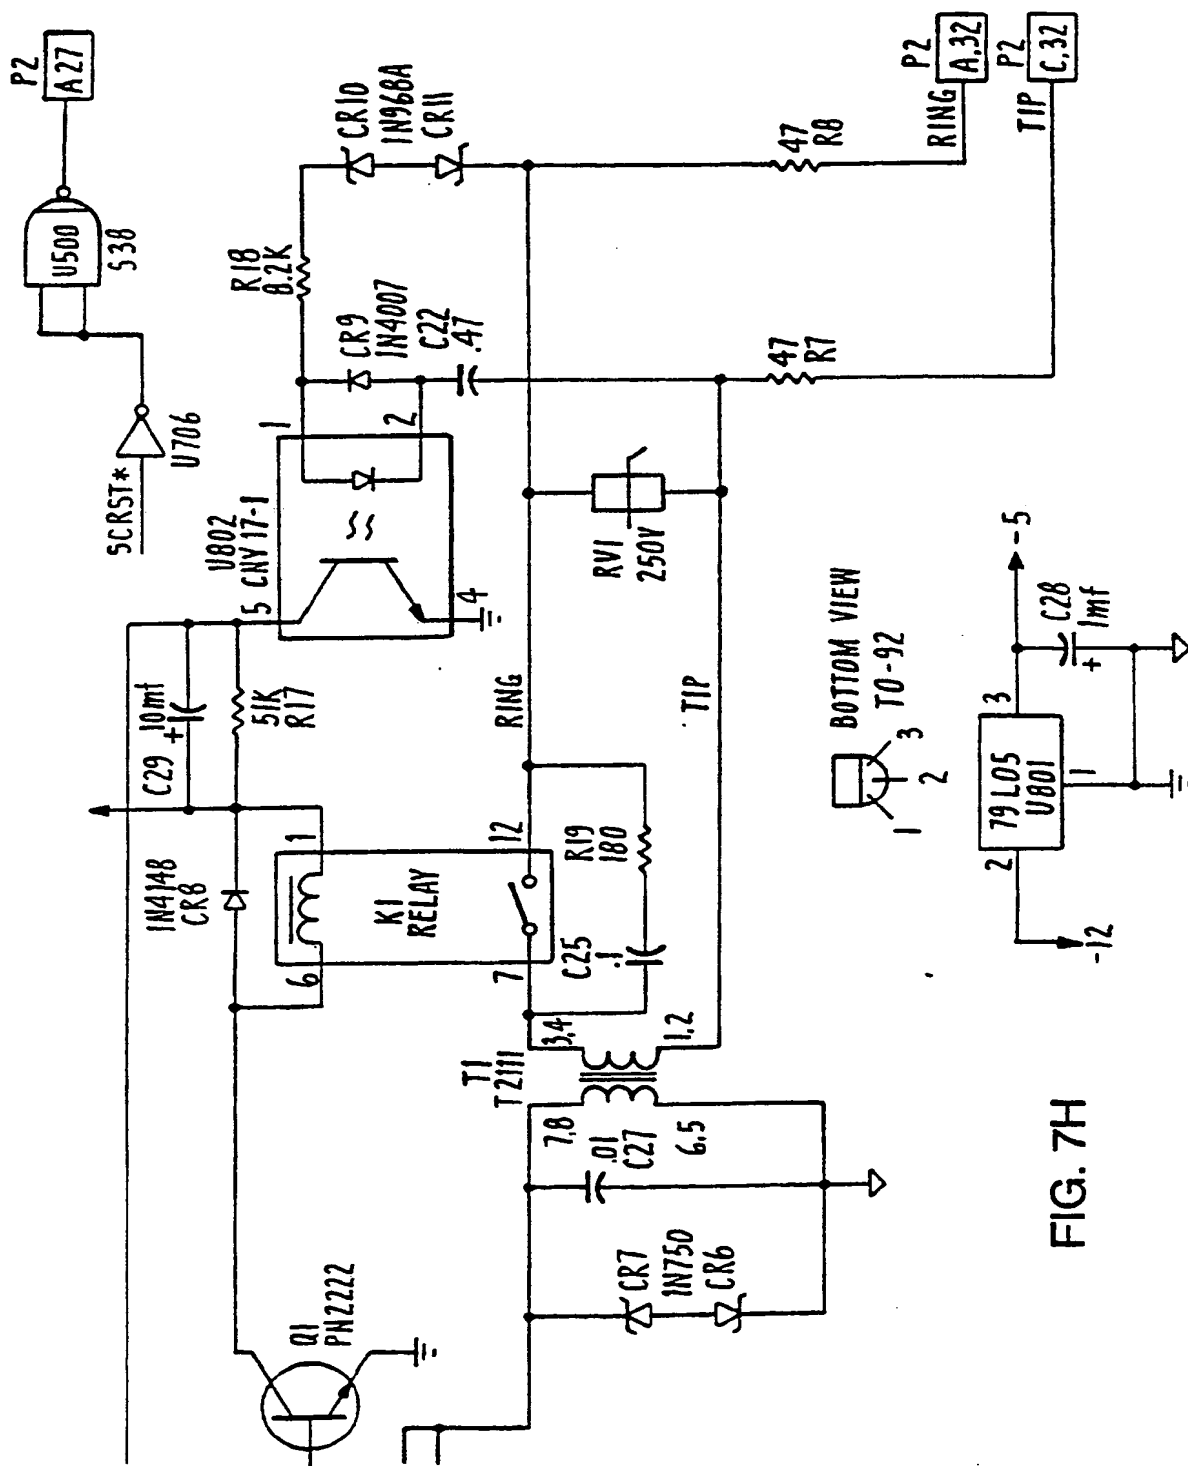 P2
A27
U500
S38
SCRST*
U706
CR10
1N968A
CR11
R18
8.2K
CR9
1N4007
C22
.47
1
2
U802
CNY17-1
5
4
47
R8
RING
P2
A,32
TIP
P2
C,32
47
R7
RV1
250V
C29
10mf
+
51K
R17
RING
TIP
1N4148
CR8
1
6
K1
RELAY
12
7
R19
180
C25
.1
3,4
1,2
T1
T2111
7,8
6,5
.01
C27
CR7
1N750
CR6
Q1
PN2222
BOTTOM VIEW
TO-92
1
2
3
79L05
U801
2
3
1
-5
C28
1mf
+
-12
FIG. 7H